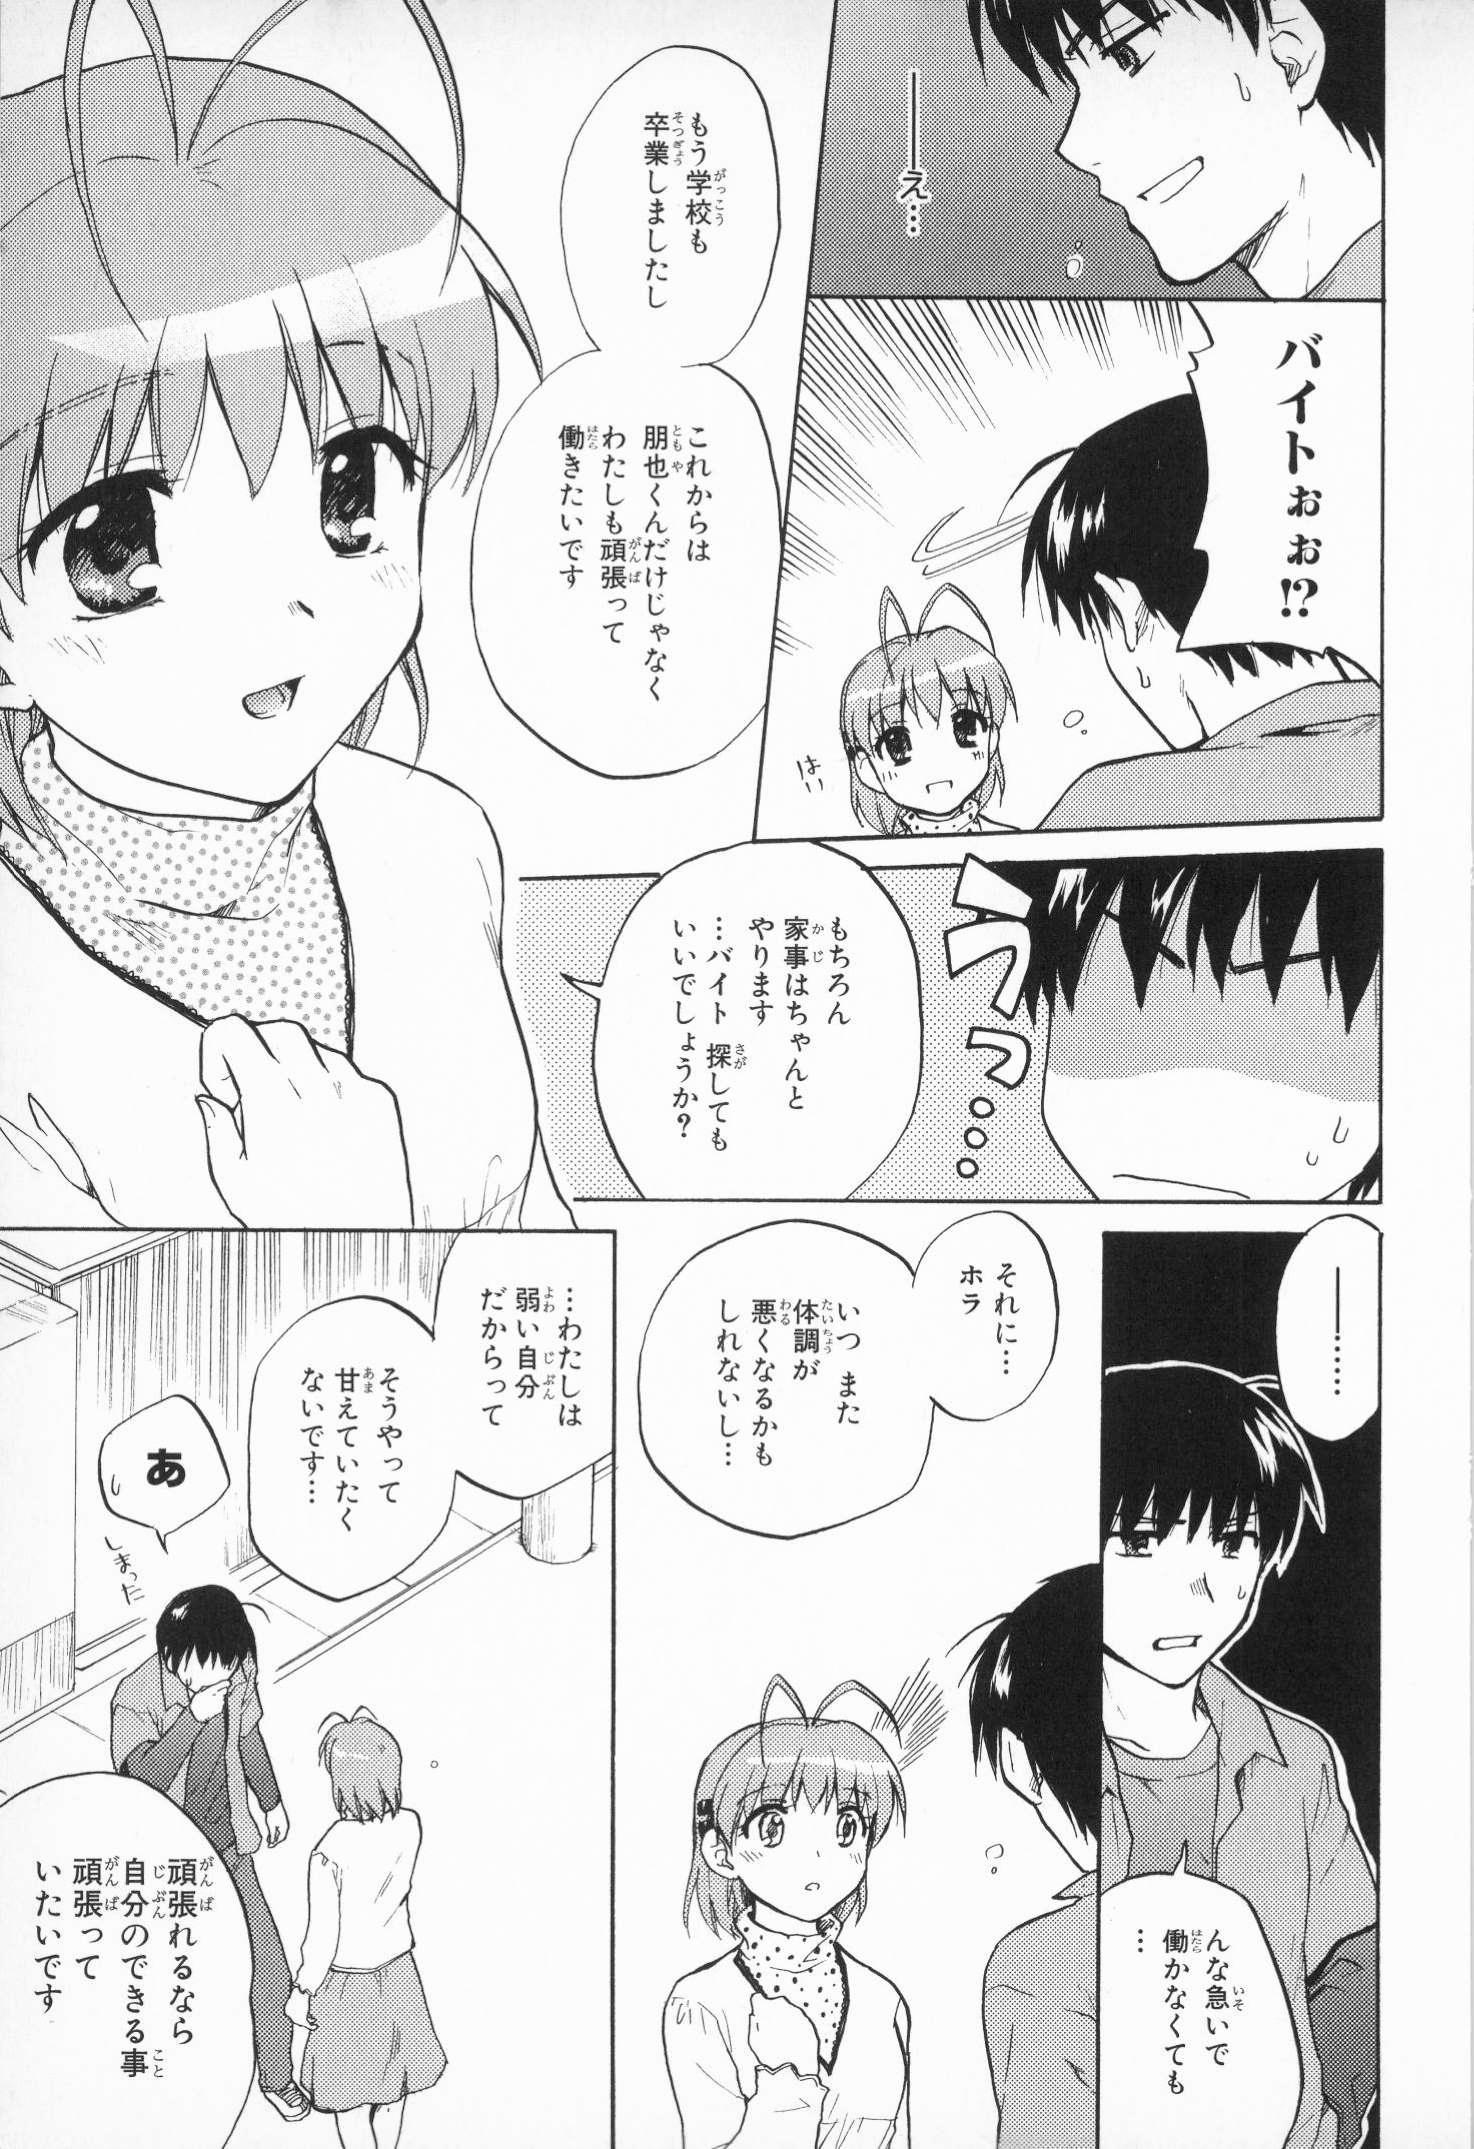 ──え…
バイトぉぉ!?
はい
もう学校も
卒業しましたし
これからは
朋也くんだけじゃなく
わたしも頑張って
働きたいです
うっ
もちろん
家事はちゃんと
やります
…バイト探しても
いいでしょうか?
──……
んな急いで
働かなくても
…
それに…
ホラ
いつ また
体調が
悪くなるかも
しれないし…
…わたしは
弱い自分
だからって
そうやって
甘えていたく
ないです…
あ
しまった
頑張れるなら
自分のできる事
頑張って
いたいです